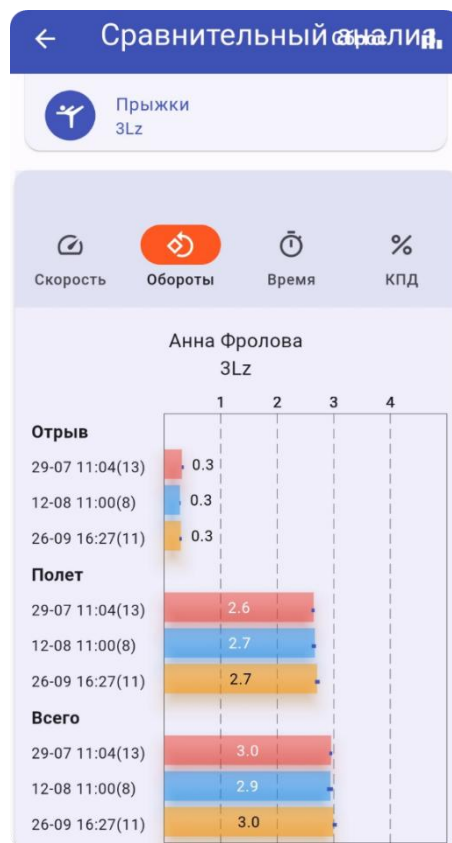 Сравнительный анализ
Сброс
Прыжки
3Lz
Скорость Обороты Время КПД
Анна Фролова
3Lz
1 2 3 4
Отрыв
29-07 11:04(13) 0.3
12-08 11:00(8) 0.3
26-09 16:27(11) 0.3
Полет
29-07 11:04(13) 2.6
12-08 11:00(8) 2.7
26-09 16:27(11) 2.7
Всего
29-07 11:04(13) 3.0
12-08 11:00(8) 2.9
26-09 16:27(11) 3.0